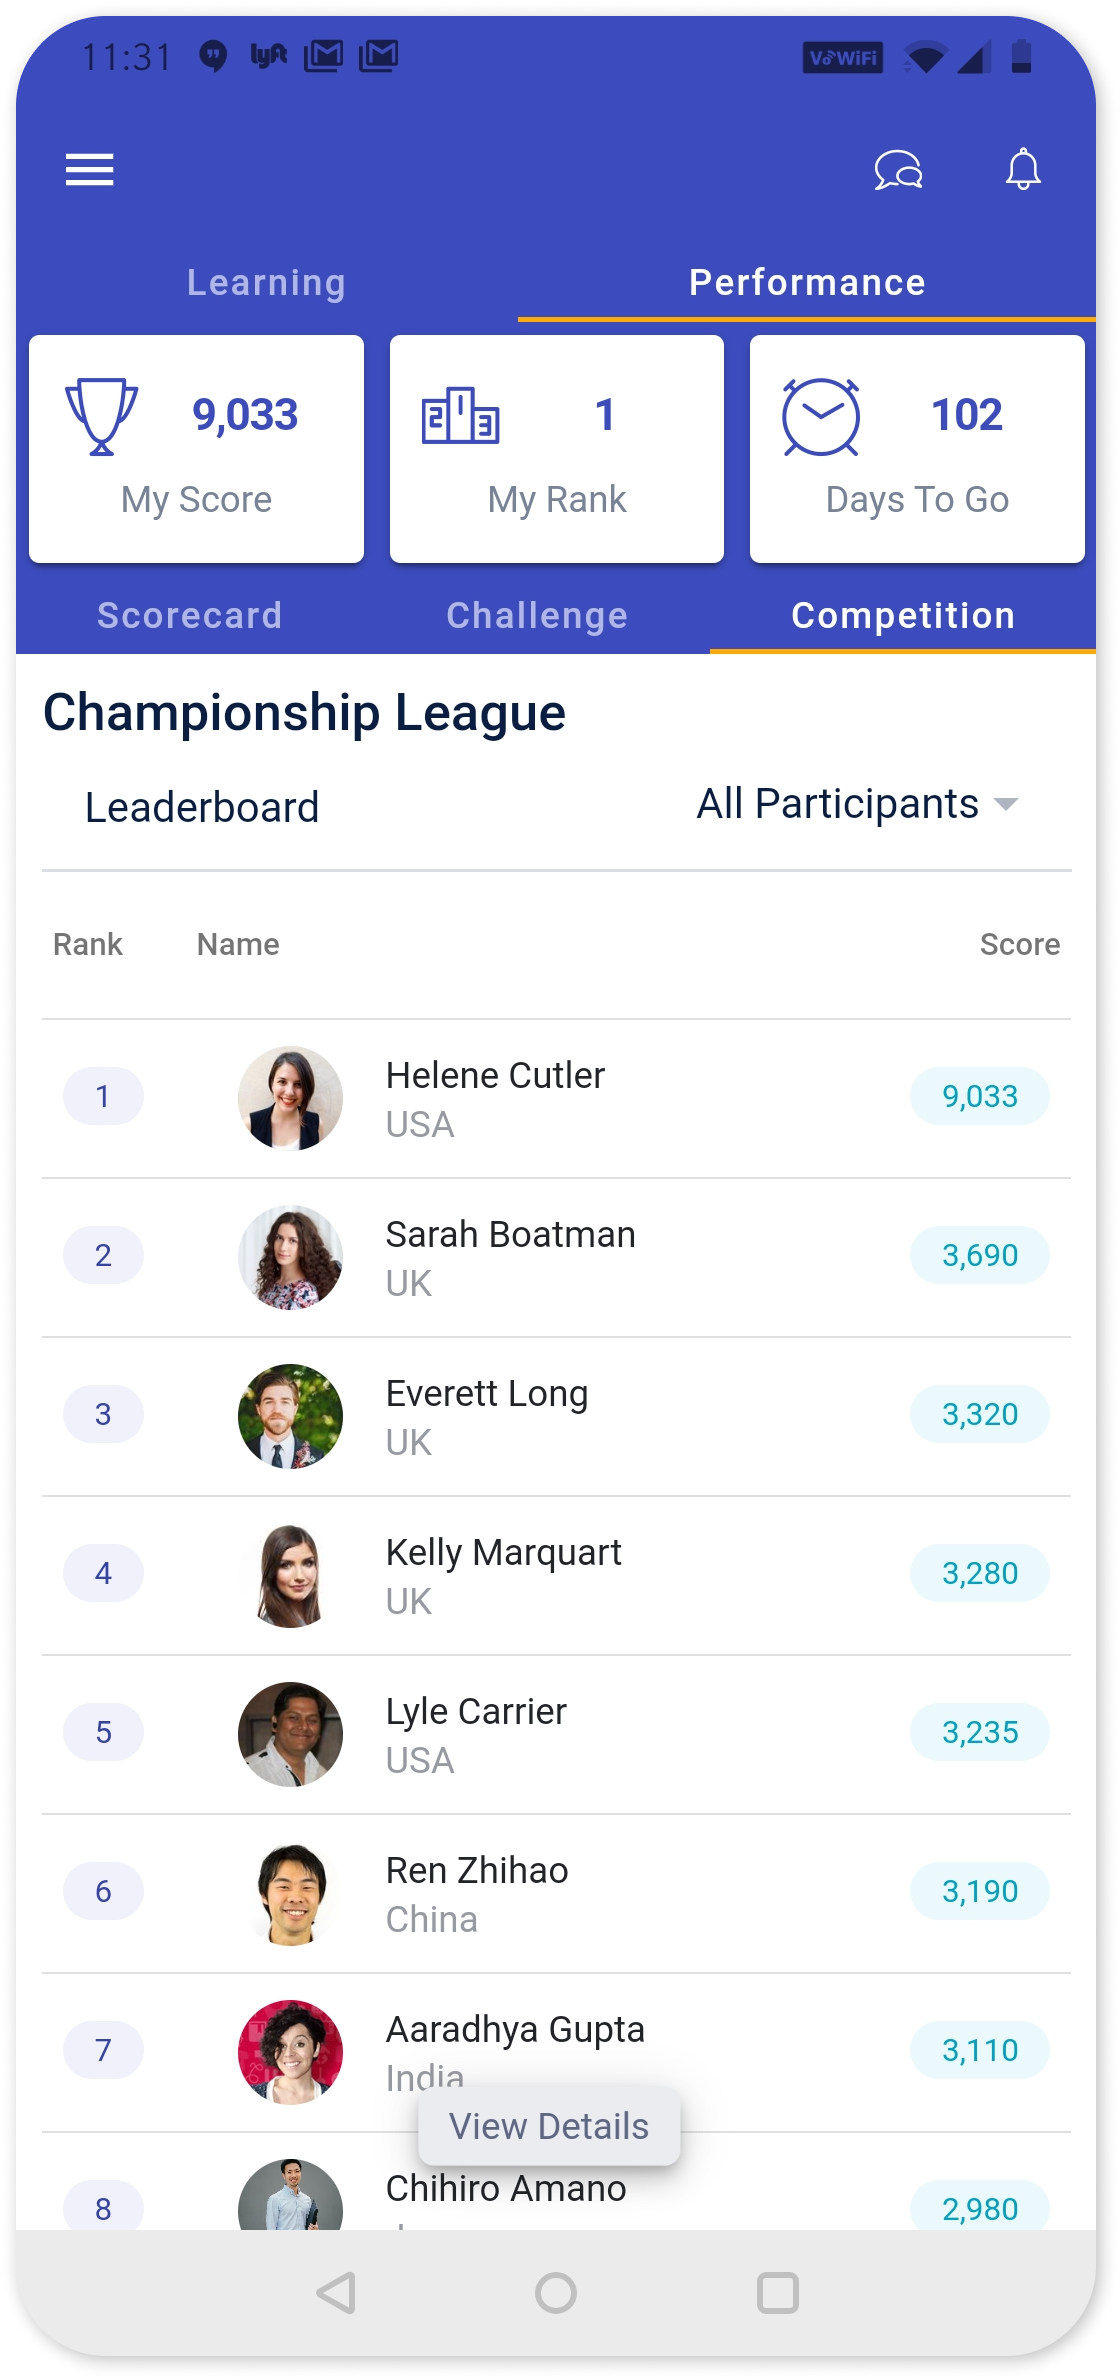 11:31 lyft M M Vo WiFi
Learning Performance
9,033 1 102
My Score My Rank Days To Go
Scorecard Challenge Competition
Championship League
Leaderboard All Participants
Rank Name Score
1 Helene Cutler 9,033
USA
2 Sarah Boatman 3,690
UK
3 Everett Long 3,320
UK
4 Kelly Marquart 3,280
UK
5 Lyle Carrier 3,235
USA
6 Ren Zhihao 3,190
China
7 Aaradhya Gupta 3,110
India
View Details
8 Chihiro Amano 2,980